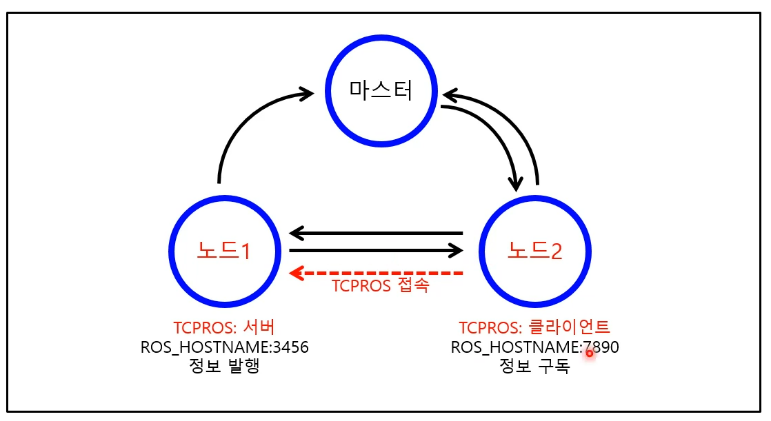 마스터
노드1
노드2
TCPROS 접속
TCPROS: 서버
ROS_HOSTNAME:3456
정보 발행
TCPROS: 클라이언트
ROS_HOSTNAME:7890
정보 구독